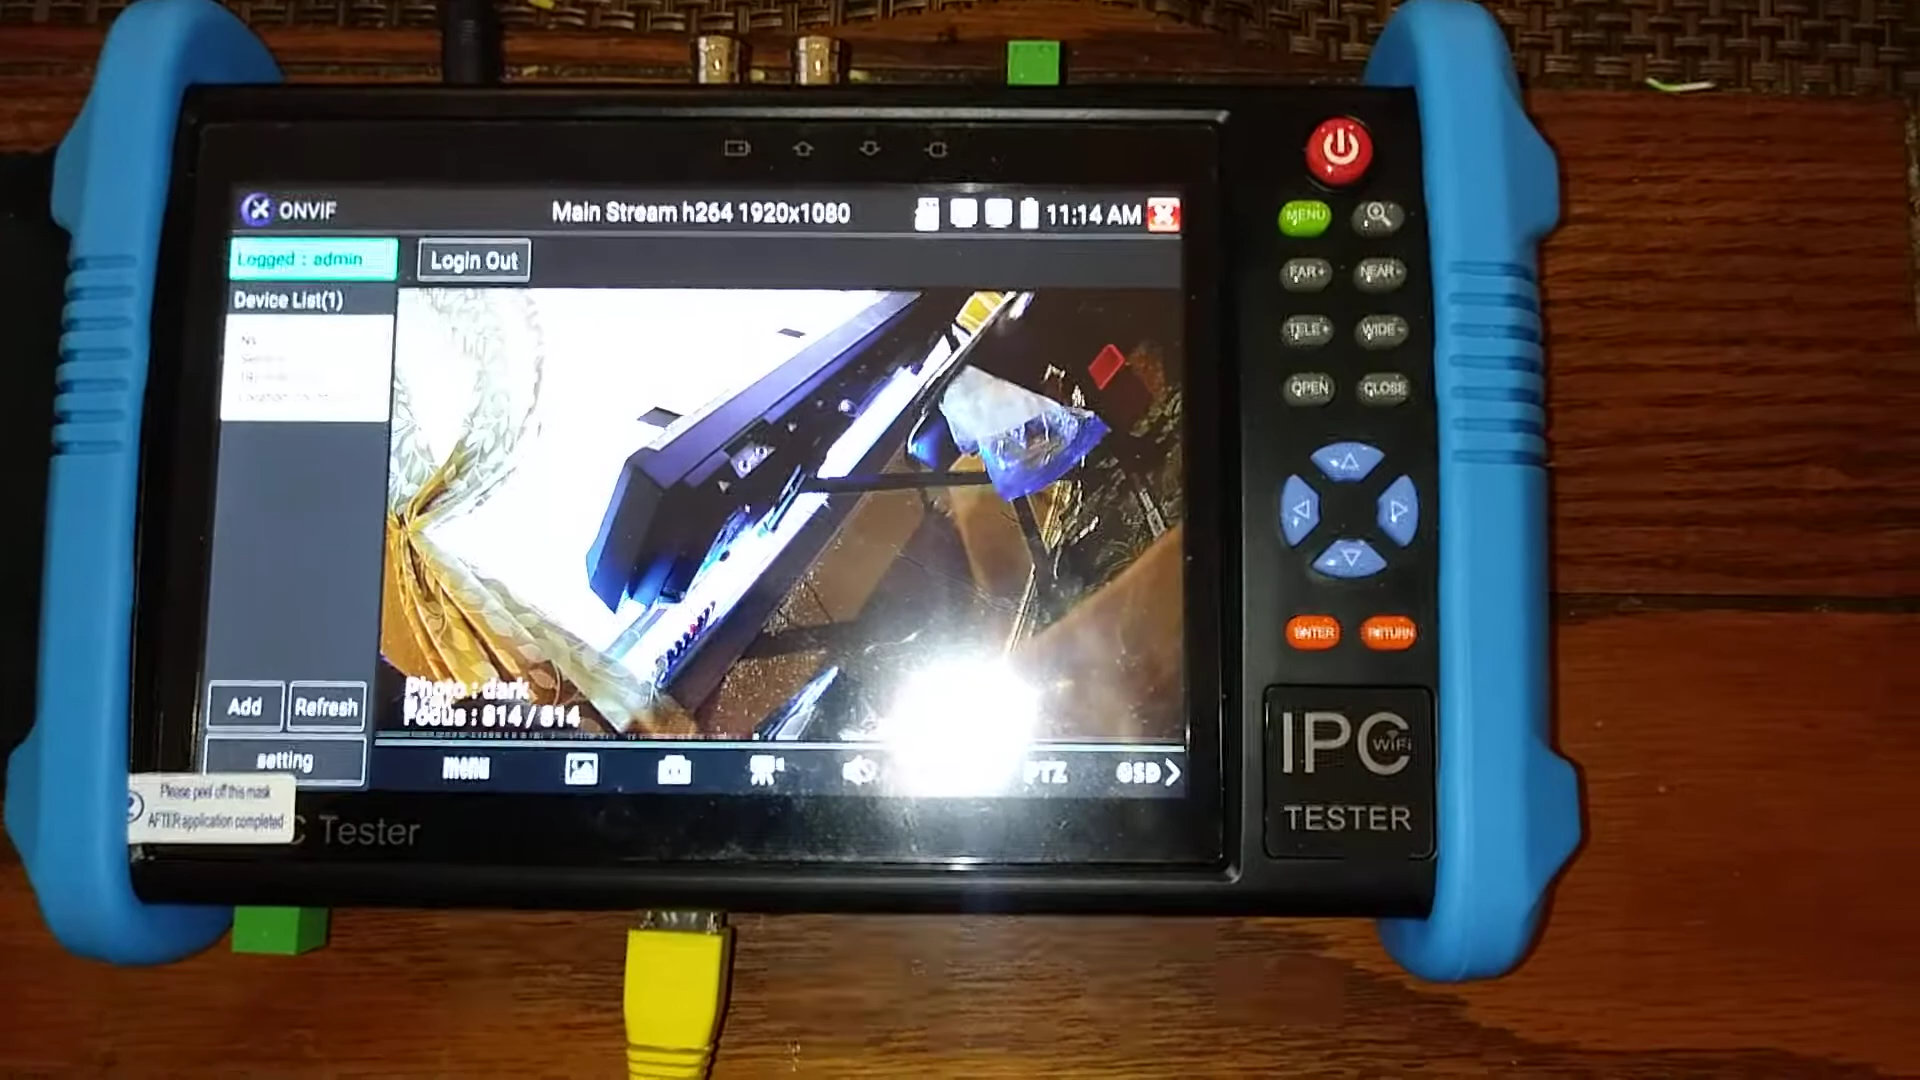 ONVIF
Main Stream h264 1920x1080
11:14 AM
Logged : admin
Login Out
Device List(1)
Photo : dark
Focus : 814 / 814
Add
Refresh
setting
menu
PTZ
OSD
Please peel off this mask
AFTER application completed
C Tester
MENU
FAR+
NEAR-
TELE+
WIDE-
OPEN
CLOSE
ENTER
RETURN
IPC
WiFi
TESTER